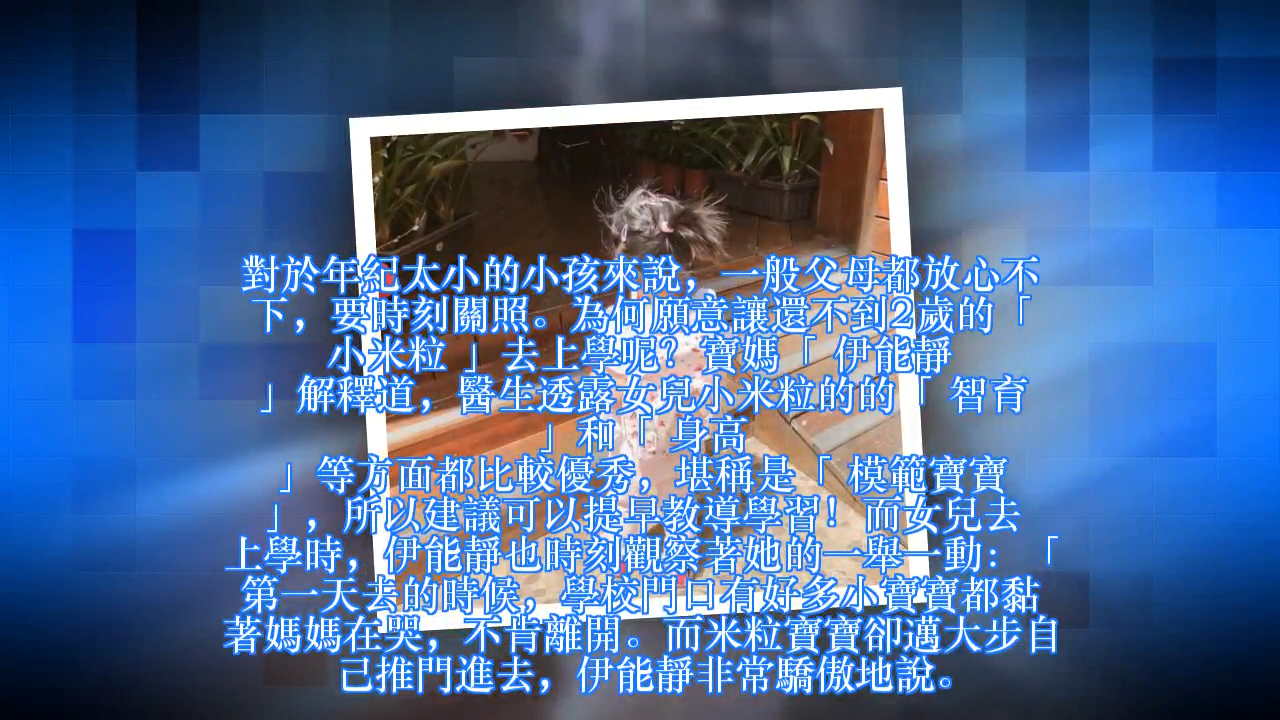 對於年紀太小的小孩來說，一般父母都放心不
下，要時刻關照。為何願意讓還不到2歲的「
小米粒 」去上學呢？寶媽「 伊能靜
」解釋道，醫生透露女兒小米粒的的「 智育
」和「 身高
」等方面都比較優秀，堪稱是「 模範寶寶
」，所以建議可以提早教導學習！而女兒去
上學時，伊能靜也時刻觀察著她的一舉一動：「
第一天去的時候，學校門口有好多小寶寶都黏
著媽媽在哭，不肯離開。而米粒寶寶卻邁大步自
己推門進去，伊能靜非常驕傲地說。